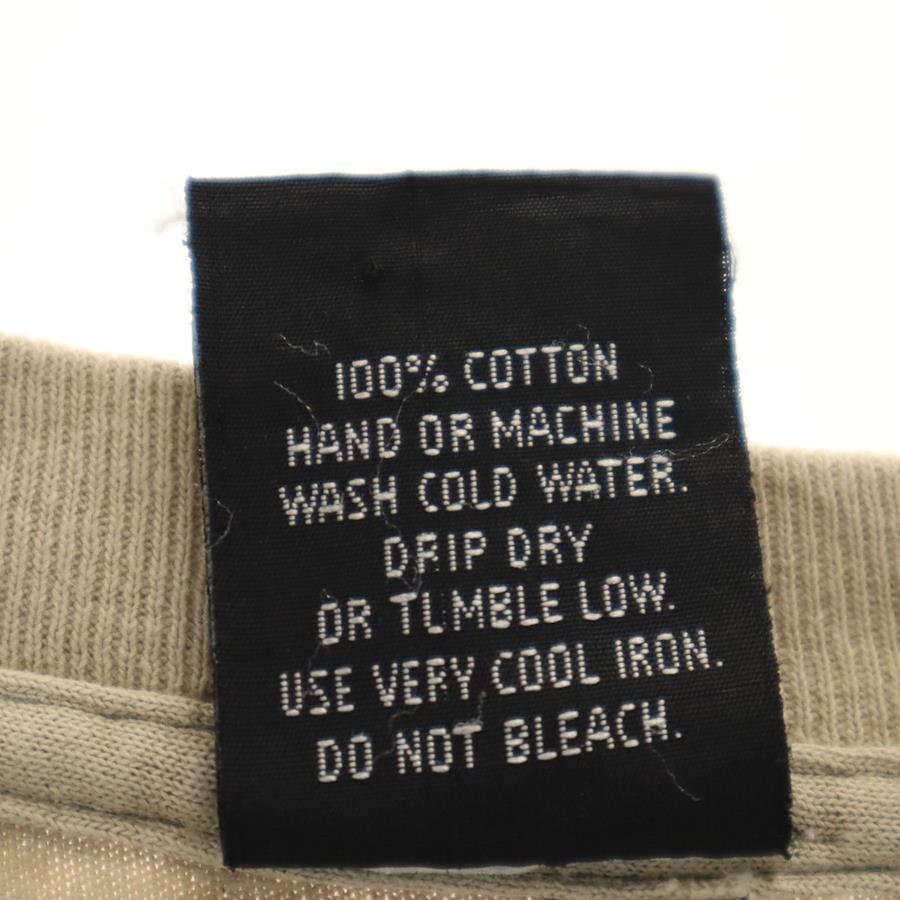 100% COTTON
HAND OR MACHINE
WASH COLD WATER.
DRIP DRY
OR TUMBLE LOW.
USE VERY COOL IRON.
DO NOT BLEACH.